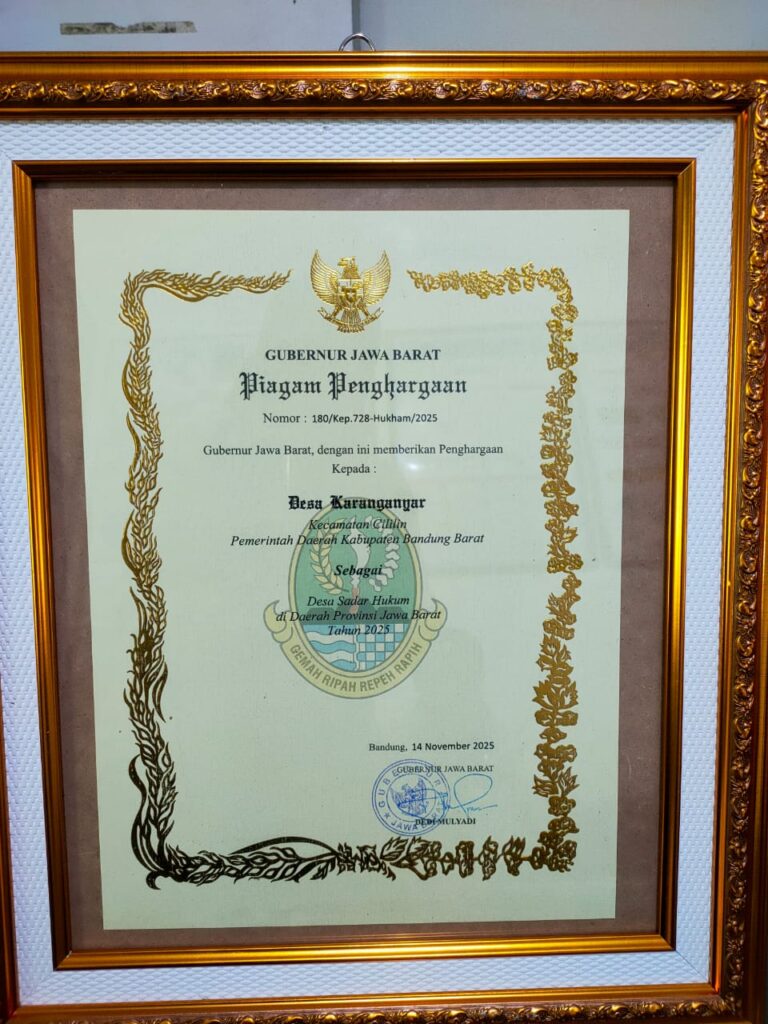 GUBERNUR JAWA BARAT
Piagam Penghargaan
Nomor : 180/Kep.728-Hukham/2025
Gubernur Jawa Barat, dengan ini memberikan Penghargaan
Kepada :
Desa Karanganyar
Kecamatan Cililin
Pemerintah Daerah Kabupaten Bandung Barat
Sebagai
Desa Sadar Hukum
di Daerah Provinsi Jawa Barat
Tahun 2025
GEMAH RIPAH REPEH RAPIH
Bandung, 14 November 2025
GUBERNUR JAWA BARAT
DEDI MULYADI